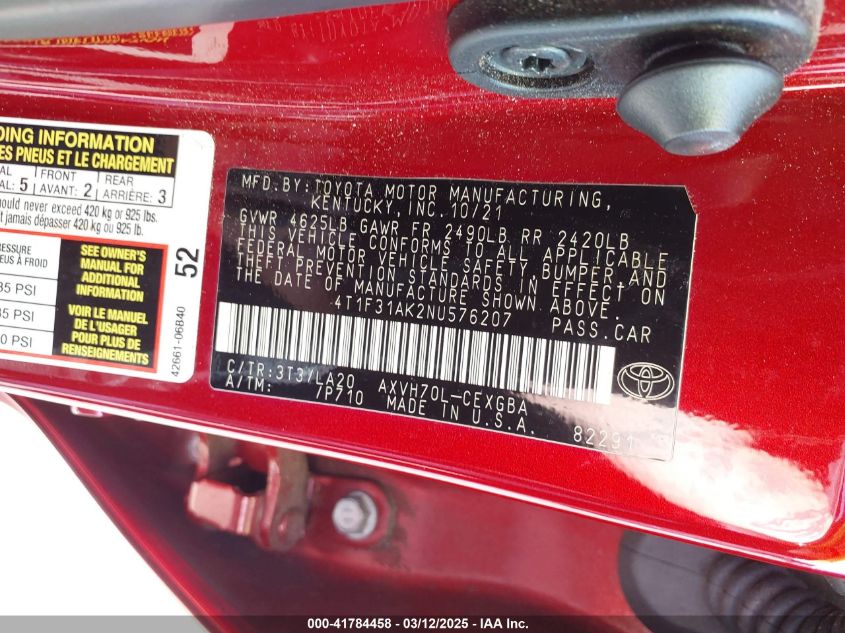 DING INFORMATION
ES PNEUS ET LE CHARGEMENT
AL: 5 FRONT AVANT: 2 REAR ARRIÈRE: 3
ould never exceed 420 kg or 925 lbs.
t jamais dépasser 420 kg ou 925 lb.
RESSURE
EUS À FROID
35 PSI
35 PSI
0 PSI
SEE OWNER'S
MANUAL FOR
ADDITIONAL
INFORMATION
VOIR LE MANUEL
DE L'USAGER
POUR PLUS DE
RENSEIGNEMENTS
52
42661-06B40
MFD. BY: TOYOTA MOTOR MANUFACTURING,
KENTUCKY, INC. 10/21
GVWR 4625LB GAWR FR 2490LB RR 2420LB
THIS VEHICLE CONFORMS TO ALL APPLICABLE
FEDERAL MOTOR VEHICLE SAFETY, BUMPER AND
THEFT PREVENTION STANDARDS IN EFFECT ON
THE DATE OF MANUFACTURE SHOWN ABOVE.
4T1F31AK2NU576207 PASS.CAR
C/TR: 3T3/LA20 AXVH70L-CEXGBA
A/TM: /P710 MADE IN U.S.A.
82291
000-41784458 - 03/12/2025 - IAA Inc.